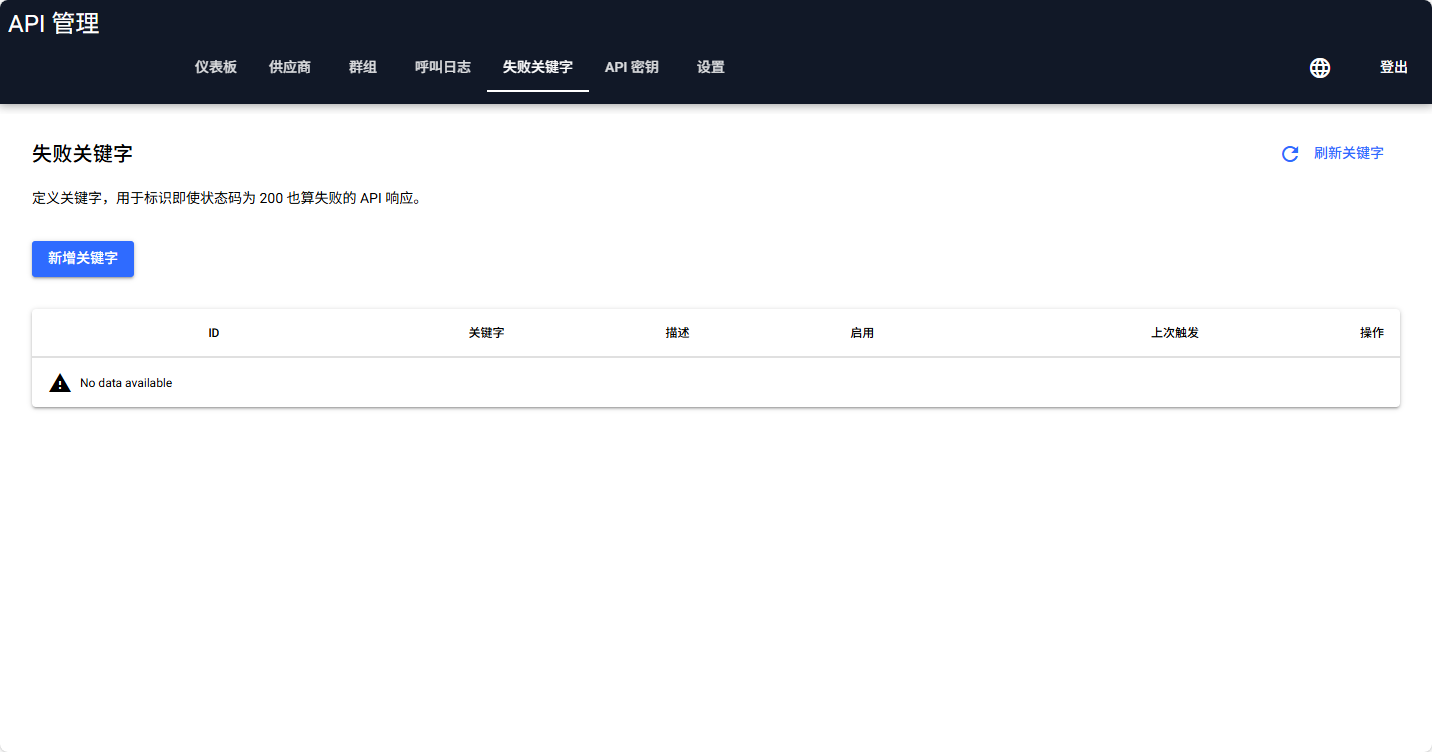 API 管理
仪表板 供应商 群组 呼叫日志 失败关键字 API 密钥 设置 登出
失败关键字 刷新关键字
定义关键字，用于标识即使状态码为 200 也算失败的 API 响应。
新增关键字
ID 关键字 描述 启用 上次触发 操作
No data available